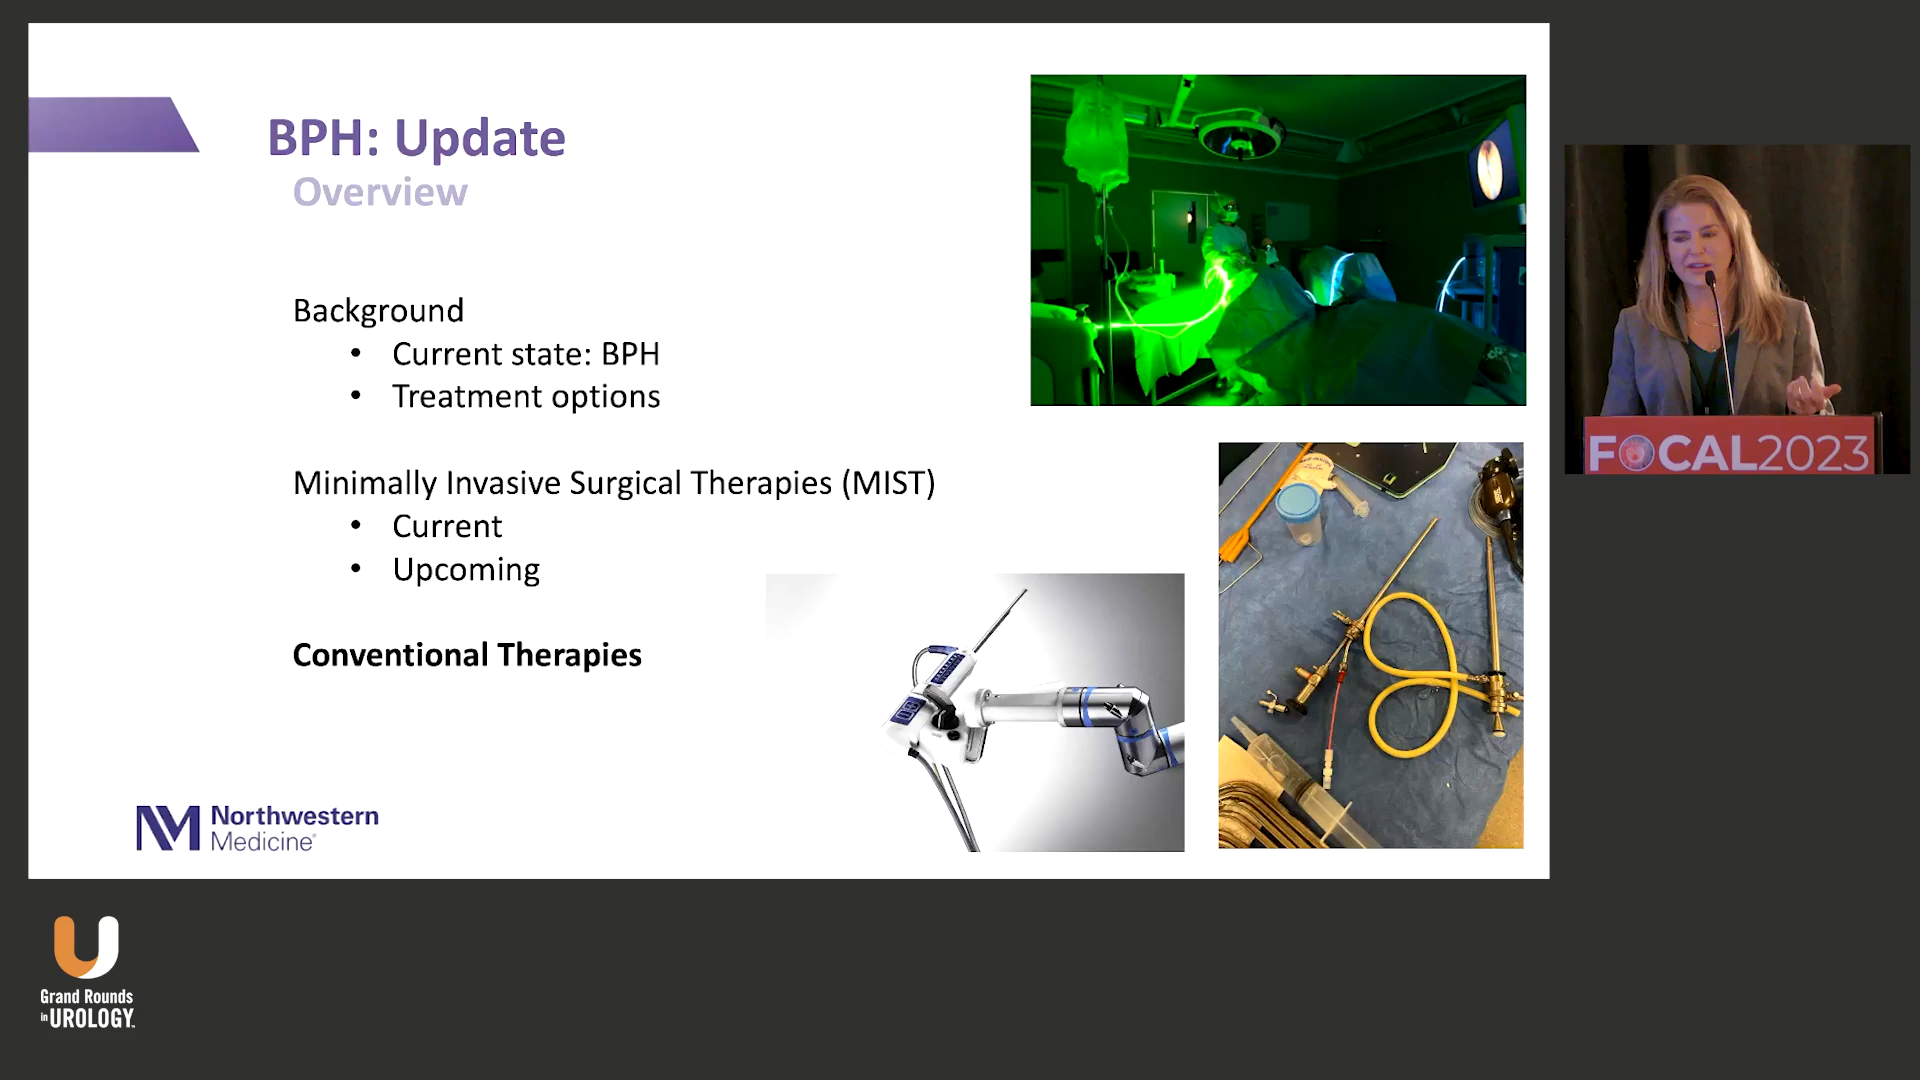 BPH: Update
Overview
Background
• Current state: BPH
• Treatment options
Minimally Invasive Surgical Therapies (MIST)
• Current
• Upcoming
Conventional Therapies
NM Northwestern
Medicine
FOCAL2023
Grand Rounds
in UROLOGY